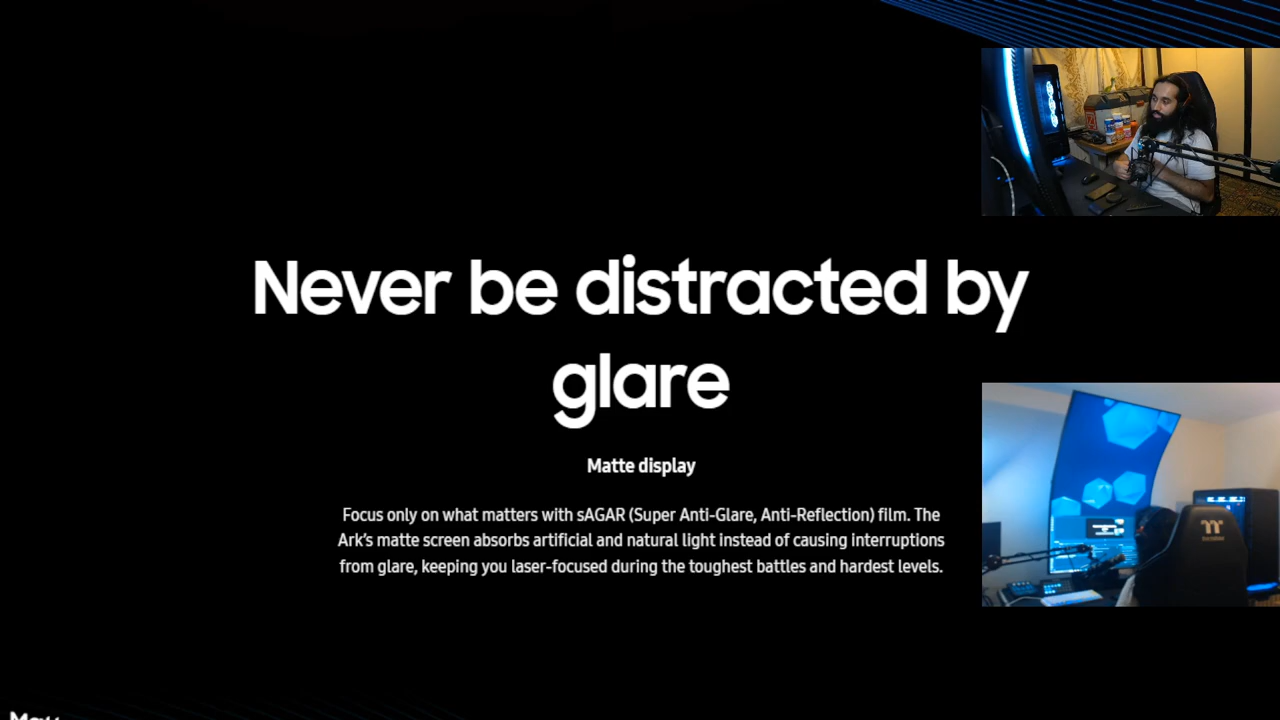 Never be distracted by
glare
Matte display
Focus only on what matters with sAGAR (Super Anti-Glare, Anti-Reflection) film. The
Ark's matte screen absorbs artificial and natural light instead of causing interruptions
from glare, keeping you laser-focused during the toughest battles and hardest levels.